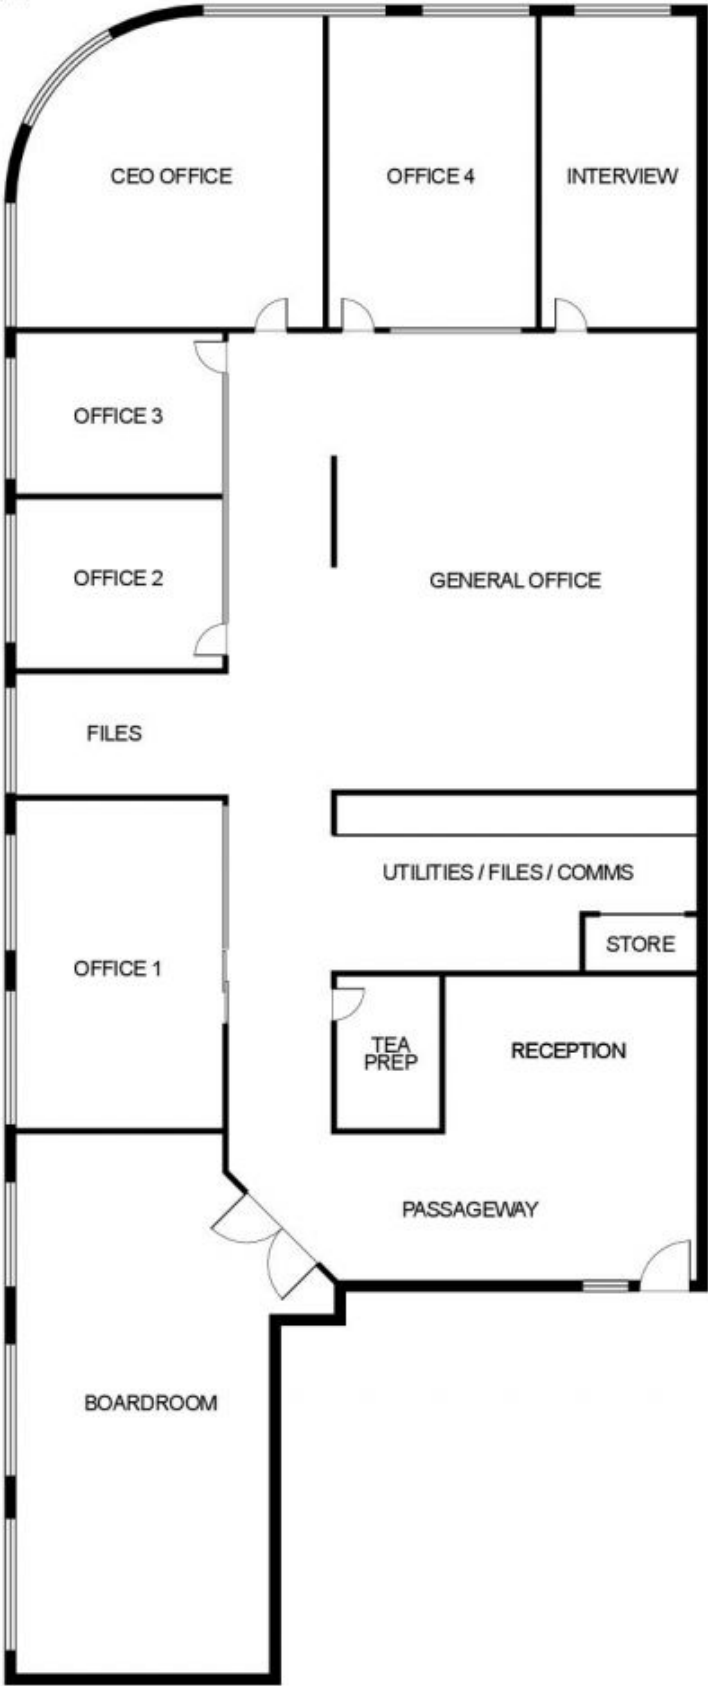 CEO OFFICE
OFFICE 4
INTERVIEW
OFFICE 3
OFFICE 2
GENERAL OFFICE
FILES
UTILITIES / FILES / COMMS
STORE
OFFICE 1
TEA
PREP
RECEPTION
PASSAGEWAY
BOARDROOM